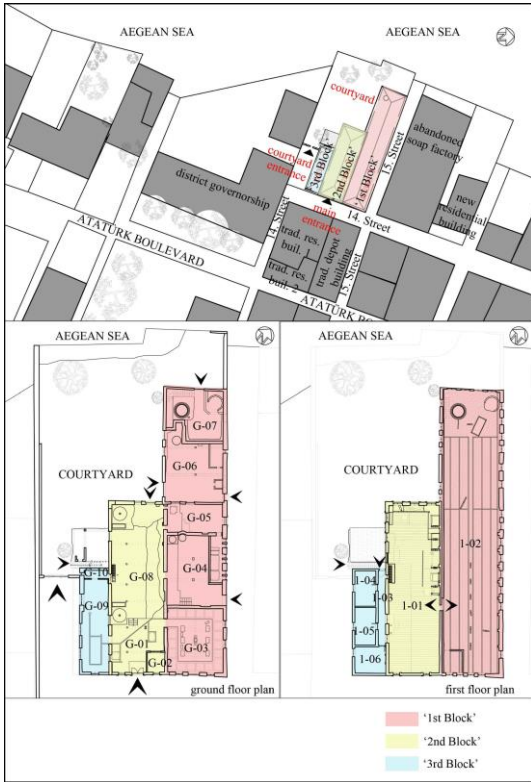 AEGEAN SEA
AEGEAN SEA
courtyard
courtyard
entrance
'3rd Block'
'2nd Block'
'1st Block'
15. Street
abandoned
soap factory
district governorship
main
entrance
14. Street
14. Street
new
residential
building
ATATÜRK BOULEVARD
trad. res.
buil. 1
trad. res.
buil. 2
trad. depot
building
15. Street
ATATÜRK BO
AEGEAN SEA
COURTYARD
G-07
G-06
G-05
G-04
G-10
G-08
G-09
G-01
G-02
G-03
ground floor plan
AEGEAN SEA
COURTYARD
1-02
1-04
1-03
1-01
1-05
1-06
first floor plan
'1st Block'
'2nd Block'
'3rd Block'